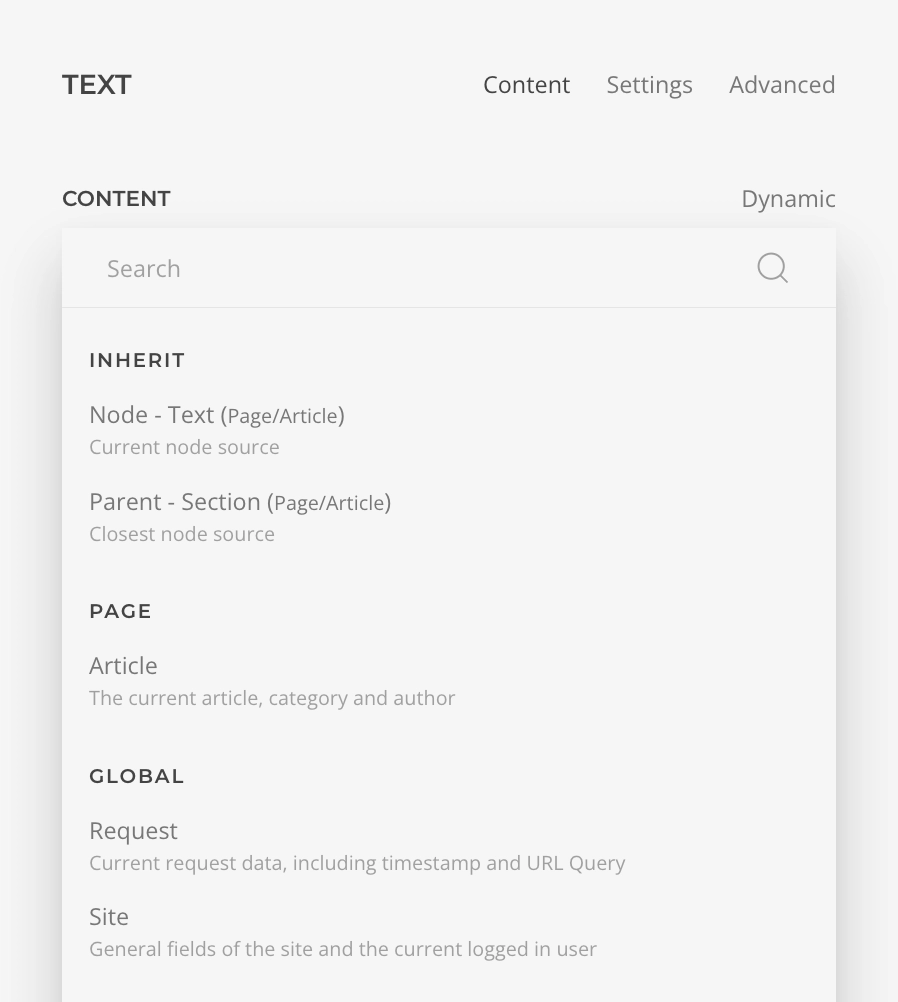 TEXT Content Settings Advanced
CONTENT Dynamic
Search
INHERIT
Node - Text (Page/Article)
Current node source
Parent - Section (Page/Article)
Closest node source
PAGE
Article
The current article, category and author
GLOBAL
Request
Current request data, including timestamp and URL Query
Site
General fields of the site and the current logged in user